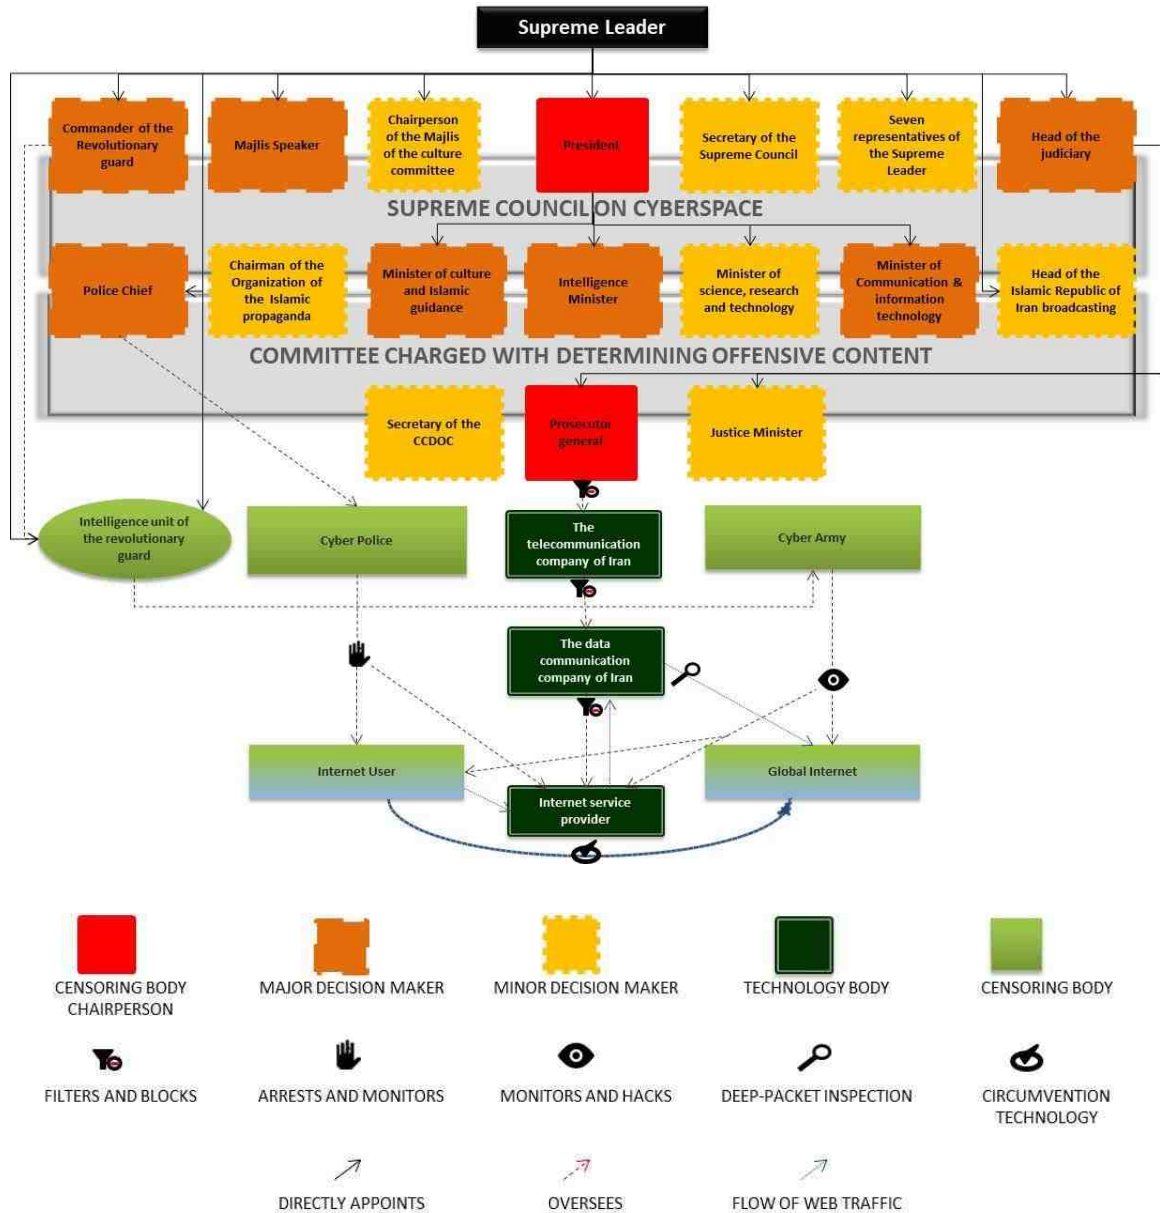 Supreme Leader
Commander of the
Revolutionary
guard
Majlis Speaker
Chairperson
of the Majlis
of the culture
committee
President
Secretary of the
Supreme Council
Seven
representatives of
the Supreme
Leader
Head of the
judiciary
SUPREME COUNCIL ON CYBERSPACE
Police Chief
Chairman of the
Organization of
the Islamic
propaganda
Minister of culture
and Islamic
guidance
Intelligence
Minister
Minister of
science, research
and technology
Minister of
Communication &
information
technology
Head of the
Islamic Republic of
Iran broadcasting
COMMITTEE CHARGED WITH DETERMINING OFFENSIVE CONTENT
Secretary of the
CCDOC
Prosecutor
general
Justice Minister
Intelligence unit of
the revolutionary
guard
Cyber Police
The
telecommunication
company of Iran
Cyber Army
The data
communication
company of Iran
Internet User
Global Internet
Internet service
provider
CENSORING BODY
CHAIRPERSON
MAJOR DECISION MAKER
MINOR DECISION MAKER
TECHNOLOGY BODY
CENSORING BODY
FILTERS AND BLOCKS
ARRESTS AND MONITORS
MONITORS AND HACKS
DEEP-PACKET INSPECTION
CIRCUMVENTION
TECHNOLOGY
DIRECTLY APPOINTS
OVERSEES
FLOW OF WEB TRAFFIC